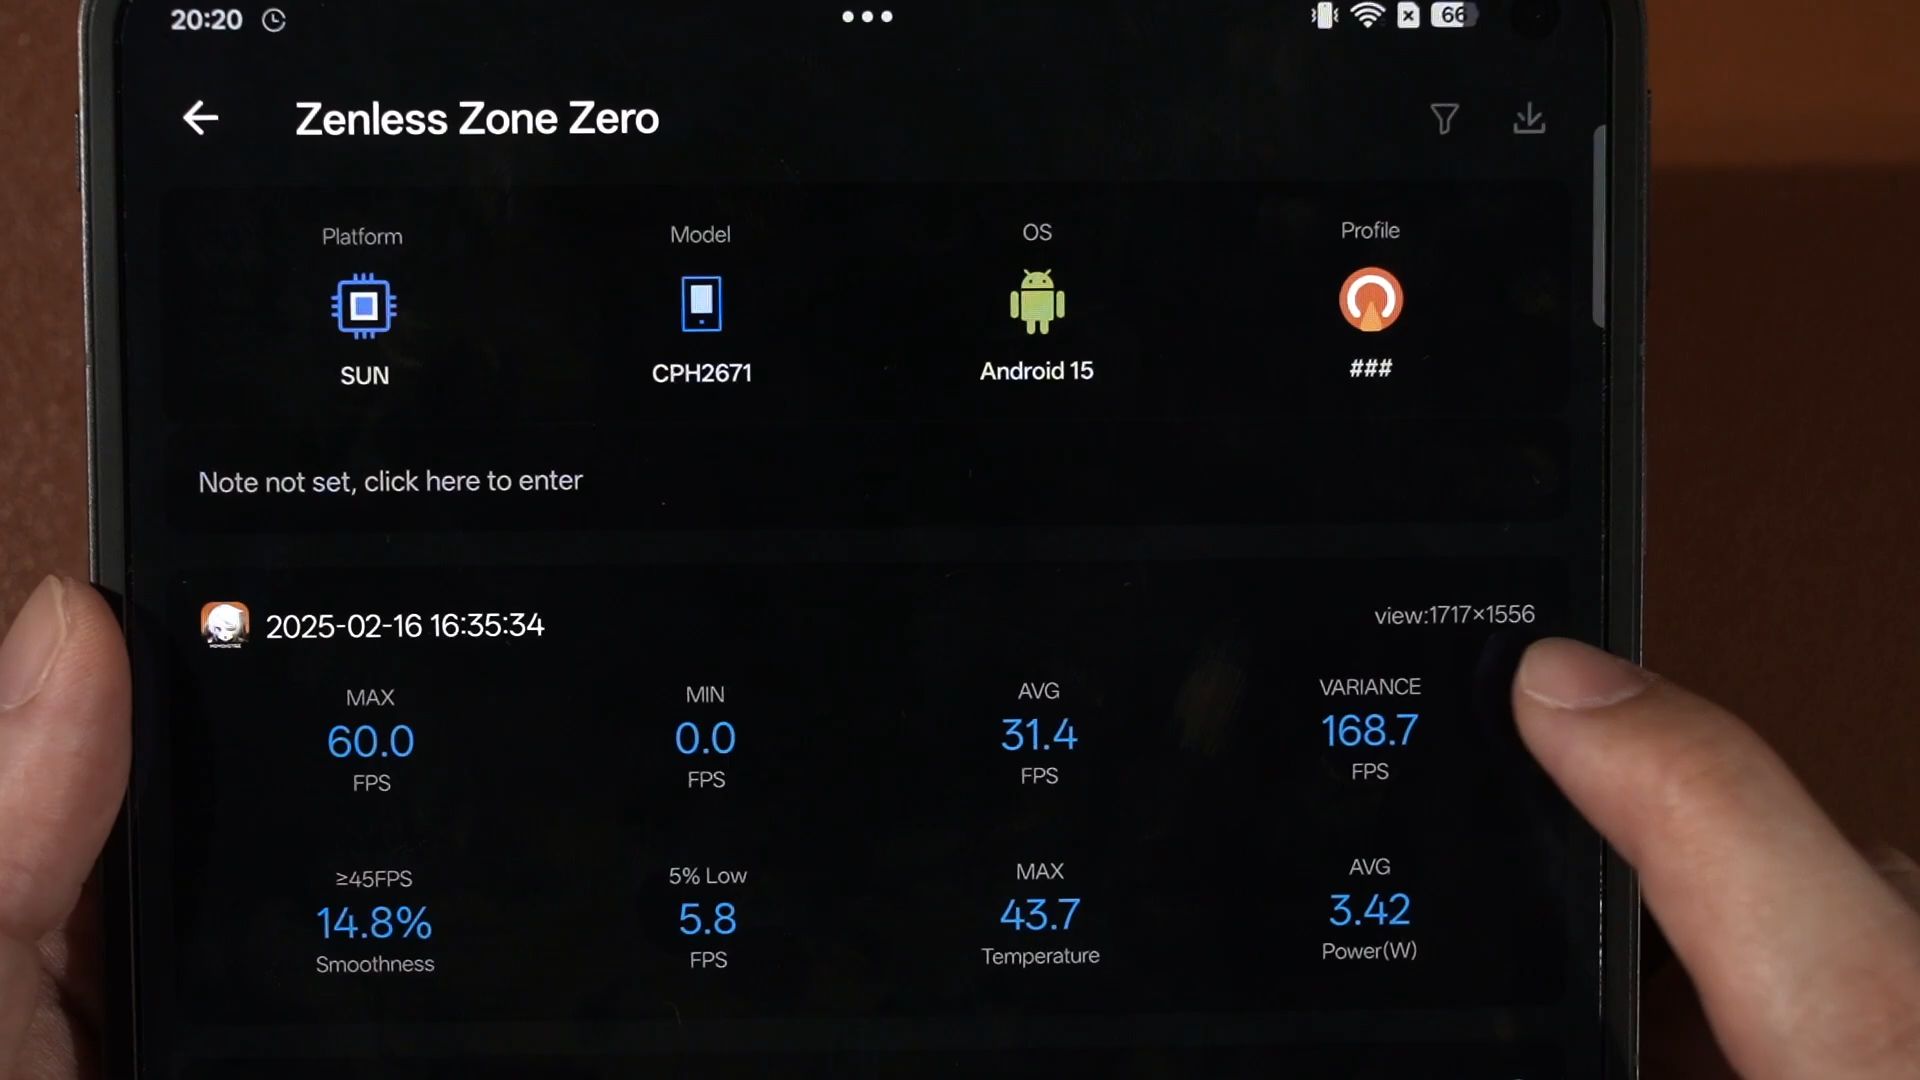 20:20
66
Zenless Zone Zero
Platform Model OS Profile
SUN CPH2671 Android 15 ###
Note not set, click here to enter
2025-02-16 16:35:34 view:1717×1556
MAX MIN AVG VARIANCE
60.0 0.0 31.4 168.7
FPS FPS FPS FPS
≥45FPS 5% Low MAX AVG
14.8% 5.8 43.7 3.42
Smoothness FPS Temperature Power(W)